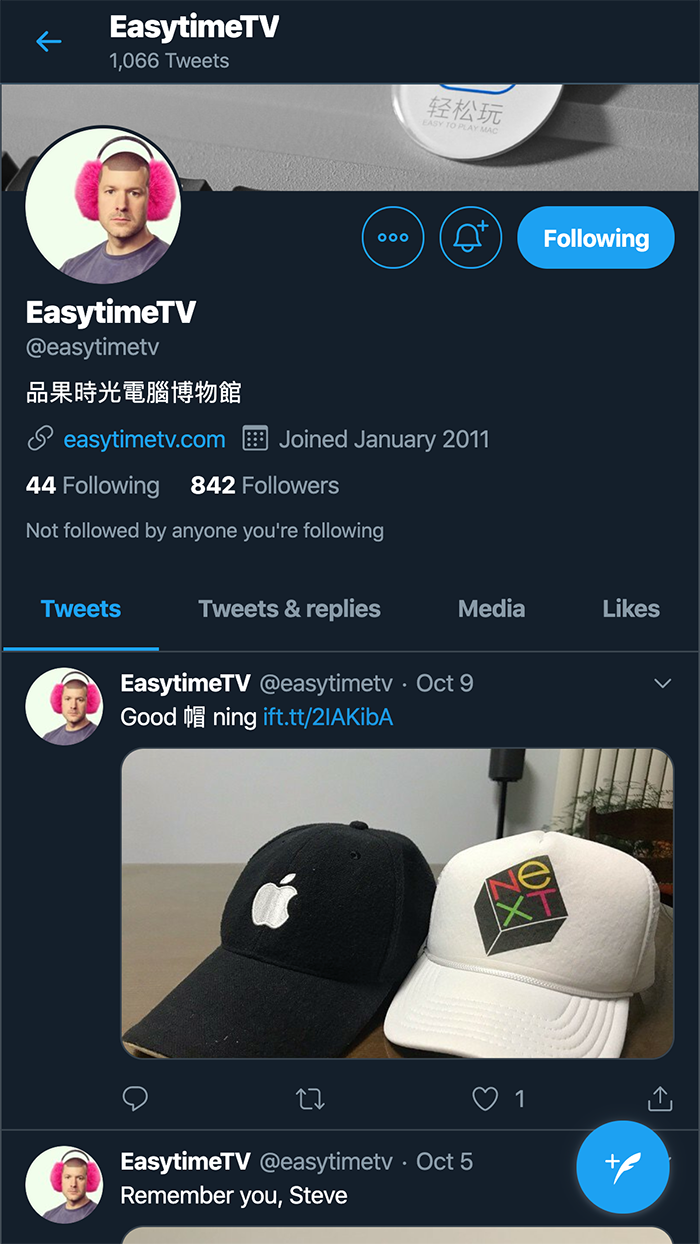 EasytimeTV
1,066 Tweets
轻松玩
EASY TO PLAY MAC
Following
EasytimeTV
@easytimetv
品果時光電腦博物館
easytimetv.com Joined January 2011
44 Following 842 Followers
Not followed by anyone you're following
Tweets Tweets & replies Media Likes
EasytimeTV @easytimetv · Oct 9
Good 帽 ning ift.tt/2IAKibA
NeXT
1
EasytimeTV @easytimetv · Oct 5
Remember you, Steve